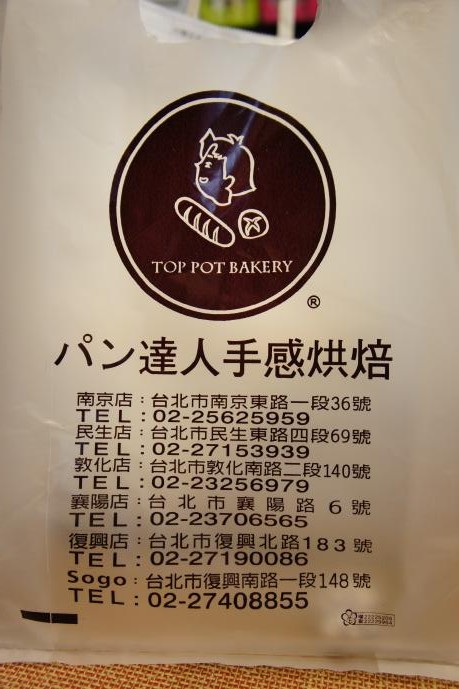 TOP POT BAKERY
®
パン達人手感烘焙
南京店：台北市南京東路一段36號
TEL：02-25625959
民生店：台北市民生東路四段69號
TEL：02-27153939
敦化店：台北市敦化南路二段140號
TEL：02-23256979
襄陽店：台北市襄陽路6號
TEL：02-23706565
復興店：台北市復興北路183號
TEL：02-27190086
Sogo：台北市復興南路一段148號
TEL：02-27408855